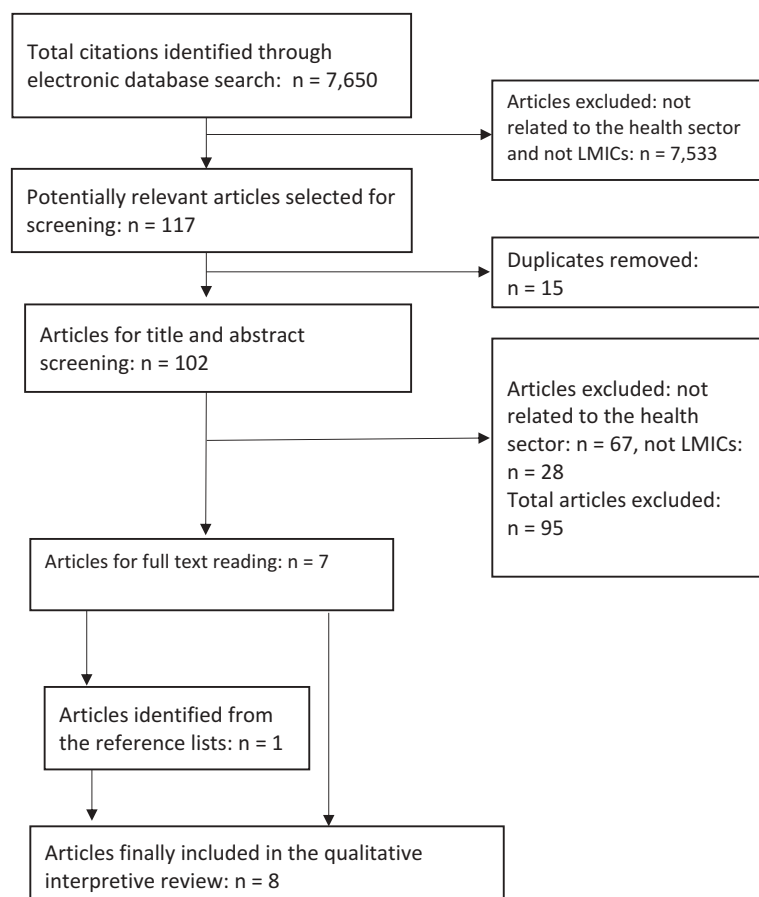 Total citations identified through
electronic database search:  n = 7,650
Articles excluded: not
related to the health sector
and not LMICs: n = 7,533
Potentially relevant articles selected for
screening: n = 117
Duplicates removed:
n = 15
Articles for title and abstract
screening: n = 102
Articles excluded: not
related to the health
sector: n = 67, not LMICs:
n = 28
Total articles excluded:
n = 95
Articles for full text reading: n = 7
Articles identified from
the reference lists: n = 1
Articles finally included in the qualitative
interpretive review: n = 8